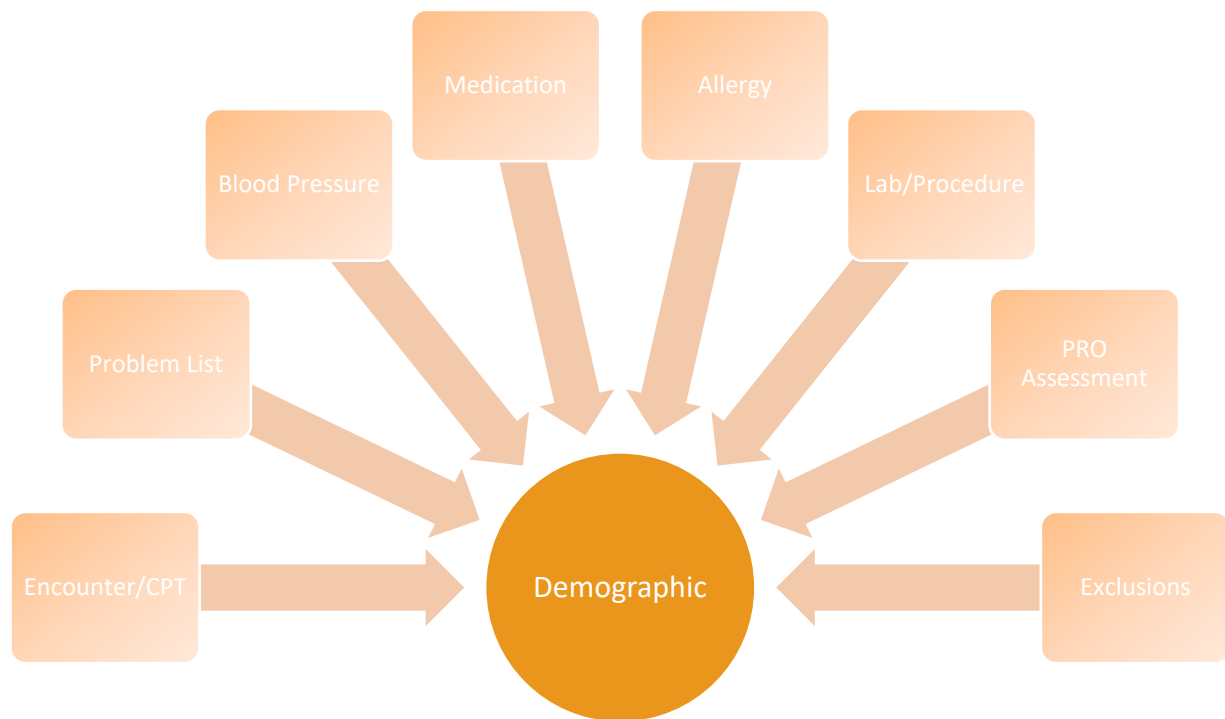 Medication
Allergy
Blood Pressure
Lab/Procedure
Problem List
PRO
Assessment
Encounter/CPT
Demographic
Exclusions